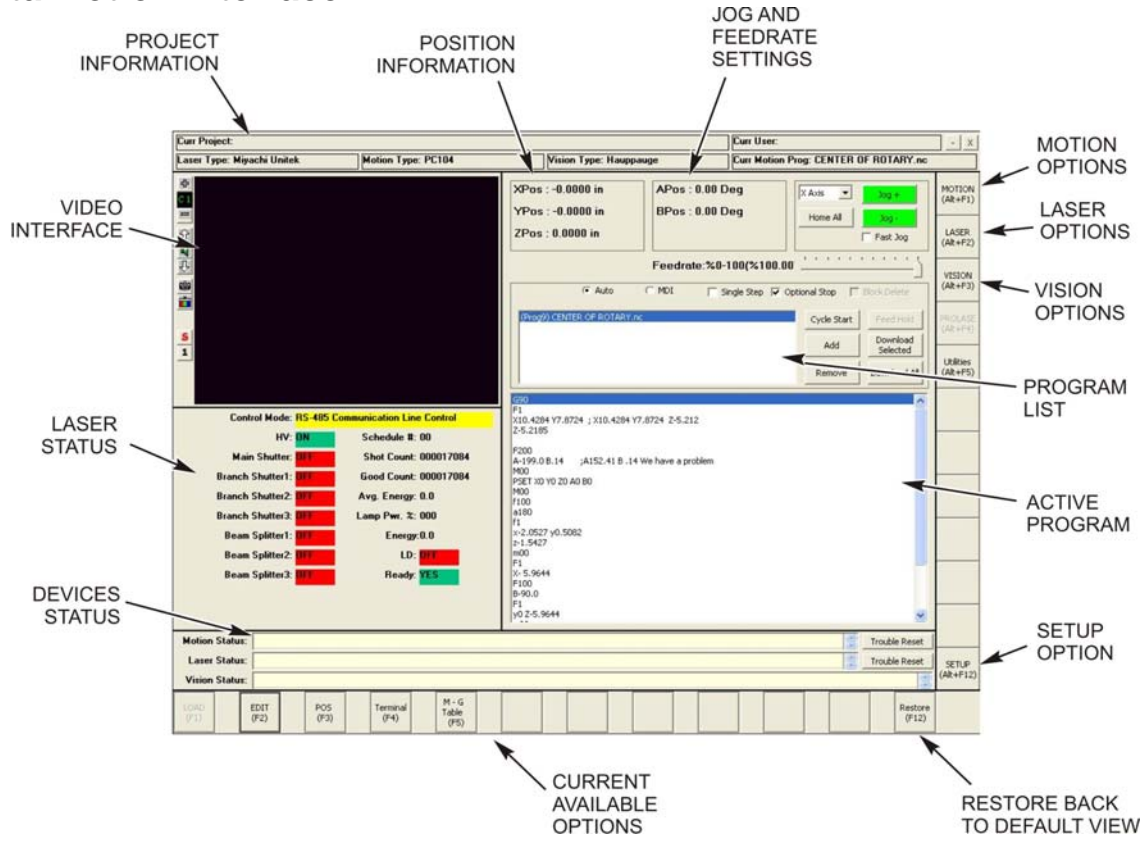 JOG AND
FEEDRATE
SETTINGS
PROJECT
INFORMATION
POSITION
INFORMATION
Curr Project:
Curr User:
- X
Laser Type: Miyachi Unitek
Motion Type: PC104
Vision Type: Hauppauge
Curr Motion Prog: CENTER OF ROTARY.nc
MOTION
OPTIONS
LASER
OPTIONS
VISION
OPTIONS
VIDEO
INTERFACE
S
1
XPos : -0.0000 in
YPos : -0.0000 in
ZPos : 0.0000 in
APos : 0.00 Deg
BPos : 0.00 Deg
X Axis
Jog +
Home All
Jog -
Fast Jog
Feedrate:%0-100(%100.00
Auto
MDI
Single Step
Optional Stop
Block Delete
(Prog9) CENTER OF ROTARY.nc
Cycle Start
Feed Hold
Add
Download
Selected
Remove
MOTION
(Alt+F1)
LASER
(Alt+F2)
VISION
(Alt+F3)
PROLASE
(Alt+F4)
Utilities
(Alt+F5)
PROGRAM
LIST
G90
F1
X10.4284 Y7.8724 ; X10.4284 Y7.8724 Z-5.212
Z-5.2185
F200
A-199.0 B.14 ;A152.41 B .14 We have a problem
M00
PSET X0 Y0 Z0 A0 B0
M00
f100
a180
f1
x-2.0527 y0.5082
z-1.5427
m00
F1
X- 5.9644
F100
B-90.0
F1
y0 Z-5.9644
ACTIVE
PROGRAM
LASER
STATUS
Control Mode: RS-485 Communication Line Control
HV: ON
Schedule #: 00
Main Shutter: OFF
Shot Count: 000017084
Branch Shutter1: OFF
Good Count: 000017084
Branch Shutter2: OFF
Avg. Energy: 0.0
Branch Shutter3: OFF
Lamp Pwr. %: 000
Beam Splitter1: OFF
Energy:0.0
Beam Splitter2: OFF
LD: OFF
Beam Splitter3: OFF
Ready: YES
DEVICES
STATUS
Motion Status:
Trouble Reset
Laser Status:
Trouble Reset
Vision Status:
SETUP
(Alt+F12)
SETUP
OPTION
LOAD
(F1)
EDIT
(F2)
POS
(F3)
Terminal
(F4)
M - G
Table
(F5)
Restore
(F12)
CURRENT
AVAILABLE
OPTIONS
RESTORE BACK
TO DEFAULT VIEW